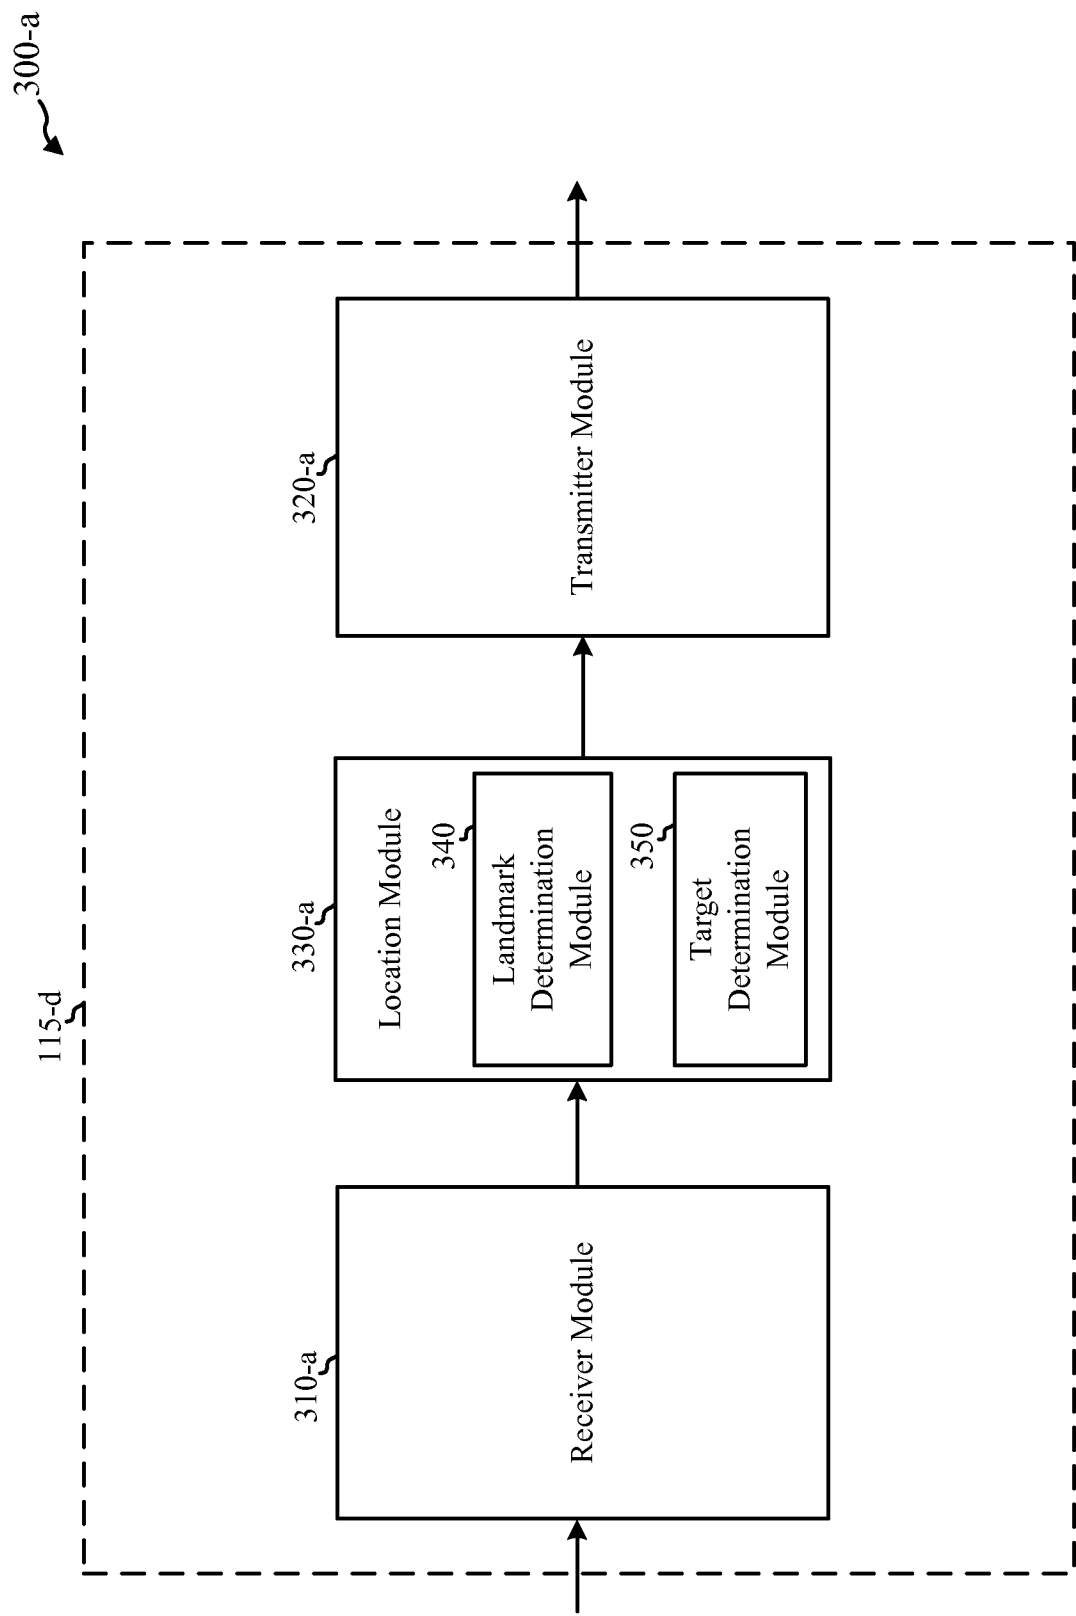 300-a
115-d
310-a
Receiver Module
330-a
Location Module
340
Landmark
Determination
Module
350
Target
Determination
Module
320-a
Transmitter Module